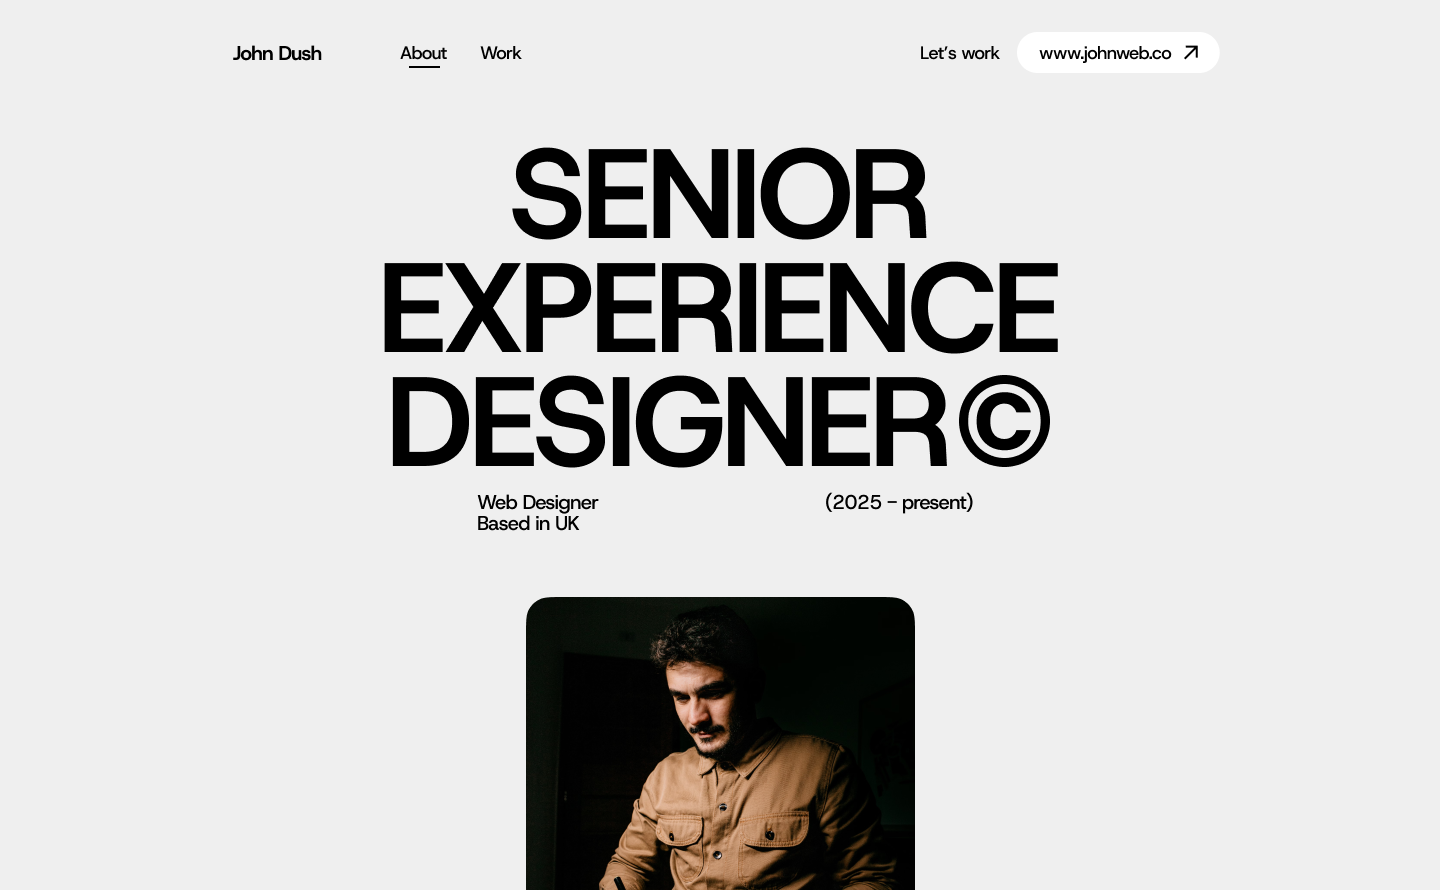 John Dush About Work Let's work www.johnweb.co
SENIOR
EXPERIENCE
DESIGNER©
Web Designer (2025 – present)
Based in UK